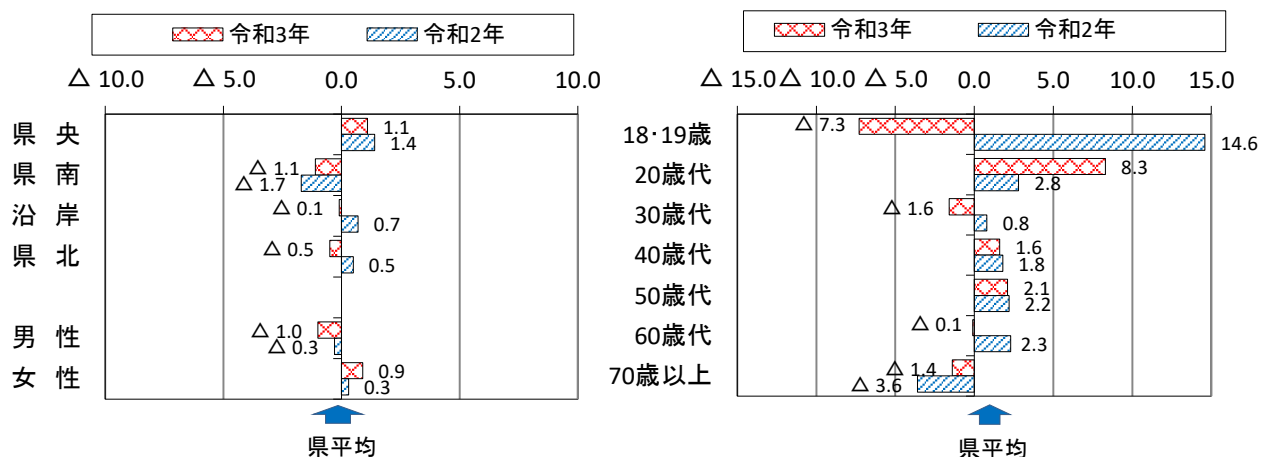 令和3年 令和2年
△ 10.0 △ 5.0 0.0 5.0 10.0
県 央 1.1
1.4
県 南 △ 1.1
△ 1.7
沿 岸 △ 0.1
0.7
県 北 △ 0.5
0.5
男 性 △ 1.0
△ 0.3
女 性 0.9
0.3
県平均
令和3年 令和2年
△ 15.0 △ 10.0 △ 5.0 0.0 5.0 10.0 15.0
18･19歳 △ 7.3
14.6
20歳代 8.3
2.8
30歳代 △ 1.6
0.8
40歳代 1.6
1.8
50歳代 2.1
2.2
60歳代 △ 0.1
2.3
70歳以上 △ 1.4
△ 3.6
県平均